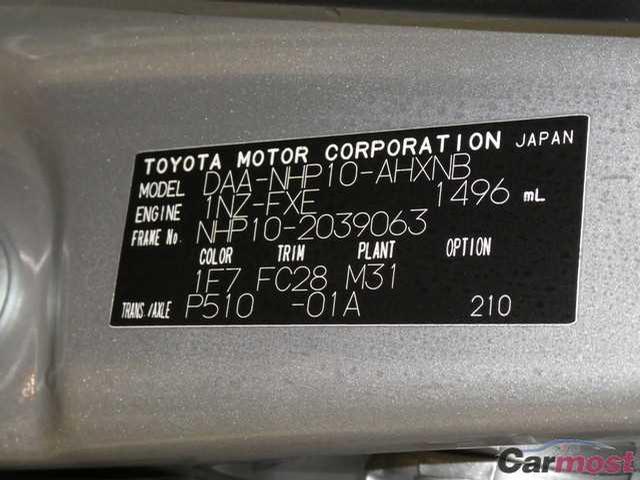 TOYOTA MOTOR CORPORATION JAPAN
MODEL DAA-NHP10-AHXNB
ENGINE 1NZ-FXE 1496 mL
FRAME No. NHP10-2039063
COLOR TRIM PLANT OPTION
1E7 FC28 M31
TRANS./AXLE P510 -01A 210
Carmost